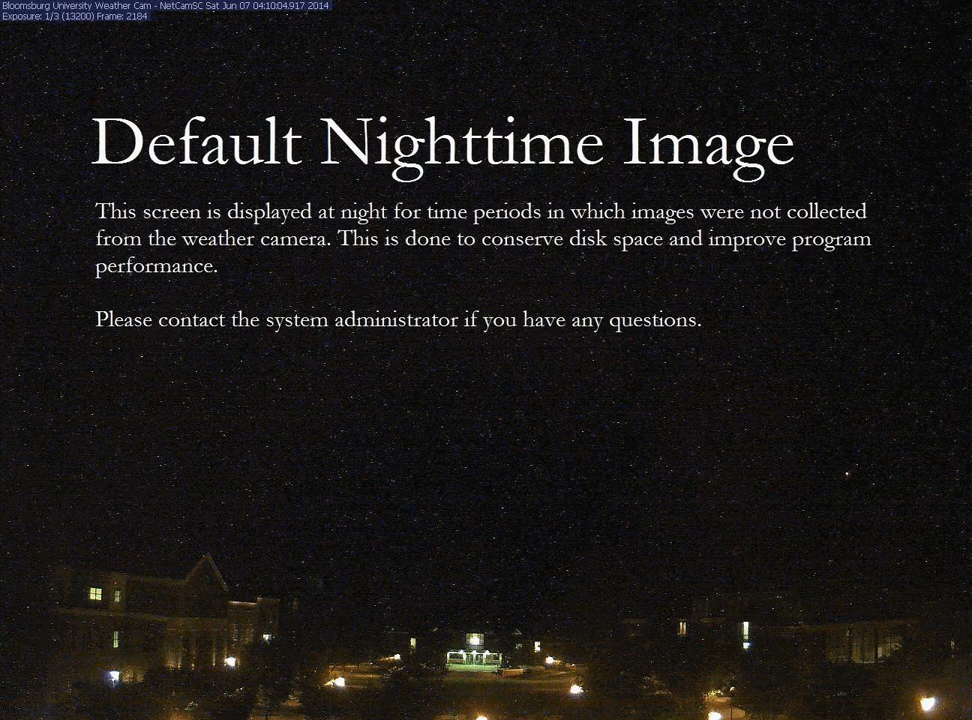 Bloomsburg University Weather Cam - NetCamSC Sat Jun 07 04:10:04.917 2014
Exposure: 1/3 (13200) Frame: 2184
Default Nighttime Image
This screen is displayed at night for time periods in which images were not collected
from the weather camera. This is done to conserve disk space and improve program
performance.
Please contact the system administrator if you have any questions.